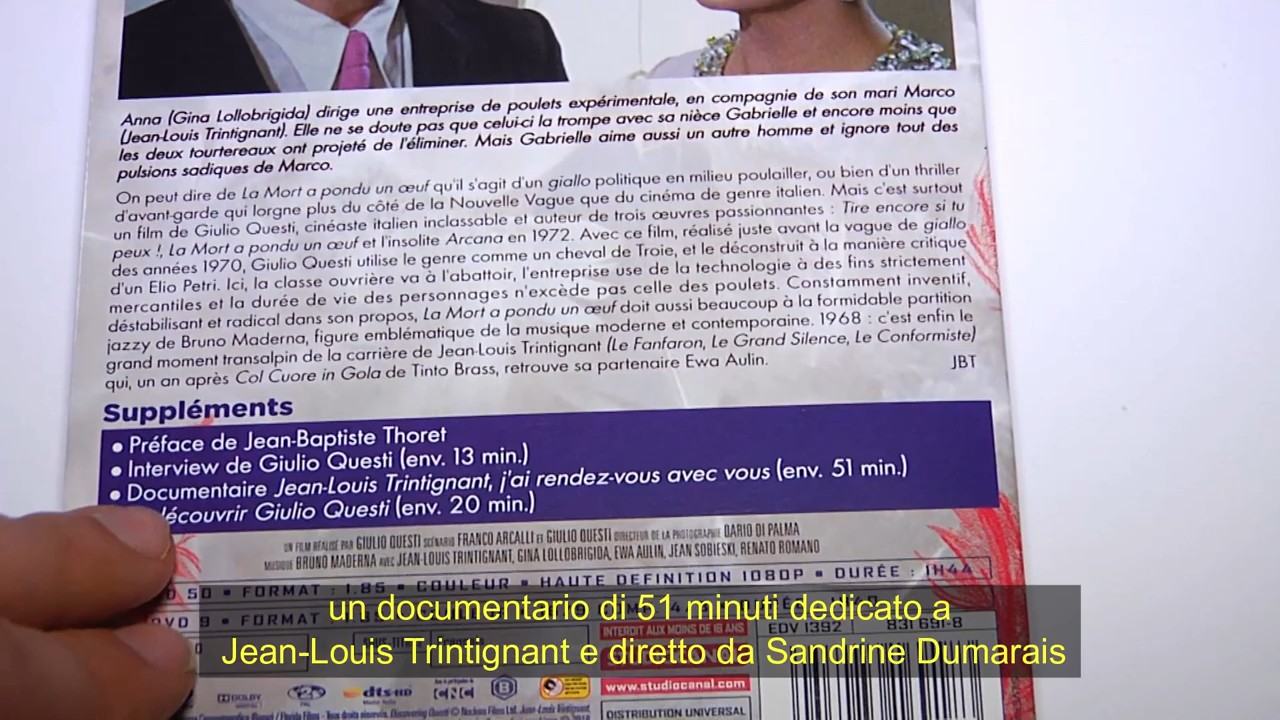 Anna (Gina Lollobrigida) dirige une entreprise de poulets expérimentale, en compagnie de son mari Marco
(Jean-Louis Trintignant). Elle ne se doute pas que celui-ci la trompe avec sa nièce Gabrielle et encore moins que
les deux tourtereaux ont projeté de l'éliminer. Mais Gabrielle aime aussi un autre homme et ignore tout des
pulsions sadiques de Marco.
On peut dire de La Mort a pondu un œuf qu'il s'agit d'un giallo politique en milieu poulailler, ou bien d'un thriller
d'avant-garde qui lorgne plus du côté de la Nouvelle Vague que du cinéma de genre italien. Mais c'est surtout
un film de Giulio Questi, cinéaste italien inclassable et auteur de trois œuvres passionnantes : Tire encore si tu
peux !, La Mort a pondu un œuf et l'insolite Arcana en 1972. Avec ce film, réalisé juste avant la vague de giallo
des années 1970, Giulio Questi utilise le genre comme un cheval de Troie, et le déconstruit à la manière critique
d'un Elio Petri. Ici, la classe ouvrière va à l'abattoir, l'entreprise use de la technologie à des fins strictement
mercantiles et la durée de vie des personnages n'excède pas celle des poulets. Constamment inventif,
déstabilisant et radical dans son propos, La Mort a pondu un œuf doit aussi beaucoup à la formidable partition
jazzy de Bruno Maderna, figure emblématique de la musique moderne et contemporaine. 1968 : c'est enfin le
grand moment transalpin de la carrière de Jean-Louis Trintignant (Le Fanfaron, Le Grand Silence, Le Conformiste)
qui, un an après Col Cuore in Gola de Tinto Brass, retrouve sa partenaire Ewa Aulin. JBT
Suppléments
• Préface de Jean-Baptiste Thoret
• Interview de Giulio Questi (env. 13 min.)
• Documentaire Jean-Louis Trintignant, j'ai rendez-vous avec vous (env. 51 min.)
découvrir Giulio Questi (env. 20 min.)
UN FILM RÉALISÉ PAR GIULIO QUESTI SCÉNARIO FRANCO ARCALLI ET GIULIO QUESTI DIRECTEUR DE LA PHOTOGRAPHIE DARIO DI PALMA
MUSIQUE BRUNO MADERNA AVEC JEAN-LOUIS TRINTIGNANT, GINA LOLLOBRIGIDA, EWA AULIN, JEAN SOBIESKI, RENATO ROMANO
D 50 ▪ FORMAT : 1.85 ▪ COULEUR ▪ HAUTE DEFINITION 1080P ▪ DURÉE : 1H44
DVD 9 ▪ FORMAT
EDV 1392 831 691-8
un documentario di 51 minuti dedicato a
INTERDIT AUX MOINS DE 18 ANS
Jean-Louis Trintignant e diretto da Sandrine Dumarais
DOLBY
dts-HD
CNC
B
www.studiocanal.com
DISTRIBUTION UNIVERSAL